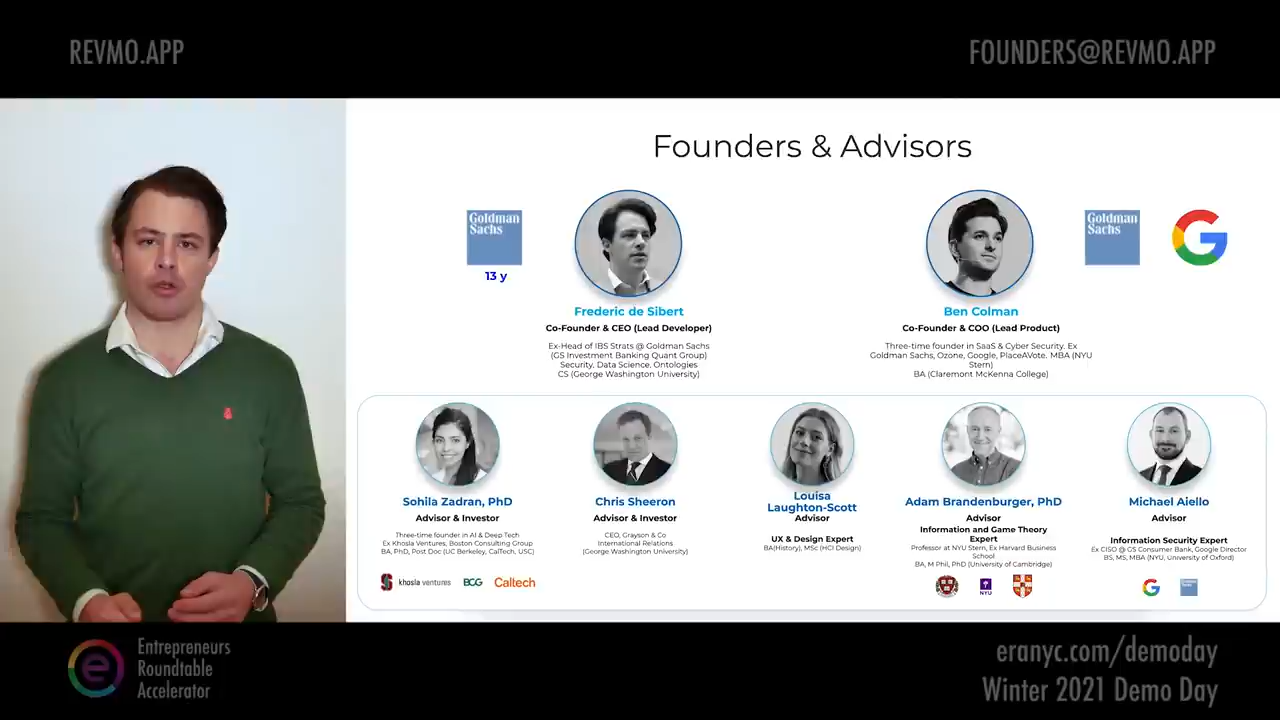 REVMO.APP
FOUNDERS@REVMO.APP
Founders & Advisors
Goldman
Sachs
13 y
Frederic de Sibert
Co-Founder & CEO (Lead Developer)
Ex-Head of IBS Strats @ Goldman Sachs
(GS Investment Banking Quant Group)
Security, Data Science, Ontologies
CS (George Washington University)
Goldman
Sachs
G
Ben Colman
Co-Founder & COO (Lead Product)
Three-time founder in SaaS & Cyber Security. Ex
Goldman Sachs, Ozone, Google, PlaceAVote. MBA (NYU
Stern)
BA (Claremont McKenna College)
Sohila Zadran, PhD
Advisor & Investor
Three-time founder in AI & Deep Tech
Ex Khosla Ventures, Boston Consulting Group
BA, PhD, Post Doc (UC Berkeley, CalTech, USC)
khosla ventures
BCG
Caltech
Chris Sheeron
Advisor & Investor
CEO, Grayson & Co
International Relations
(George Washington University)
Louisa
Laughton-Scott
Advisor
UX & Design Expert
BA(History), MSc (HCI Design)
Adam Brandenburger, PhD
Advisor
Information and Game Theory
Expert
Professor at NYU Stern, Ex Harvard Business
School
BA, M Phil, PhD (University of Cambridge)
NYU
Michael Aiello
Advisor
Information Security Expert
Ex CISO @ GS Consumer Bank, Google Director
BS, MS, MBA (NYU, University of Oxford)
G
e
Entrepreneurs
Roundtable
Accelerator
eranyc.com/demoday
Winter 2021 Demo Day